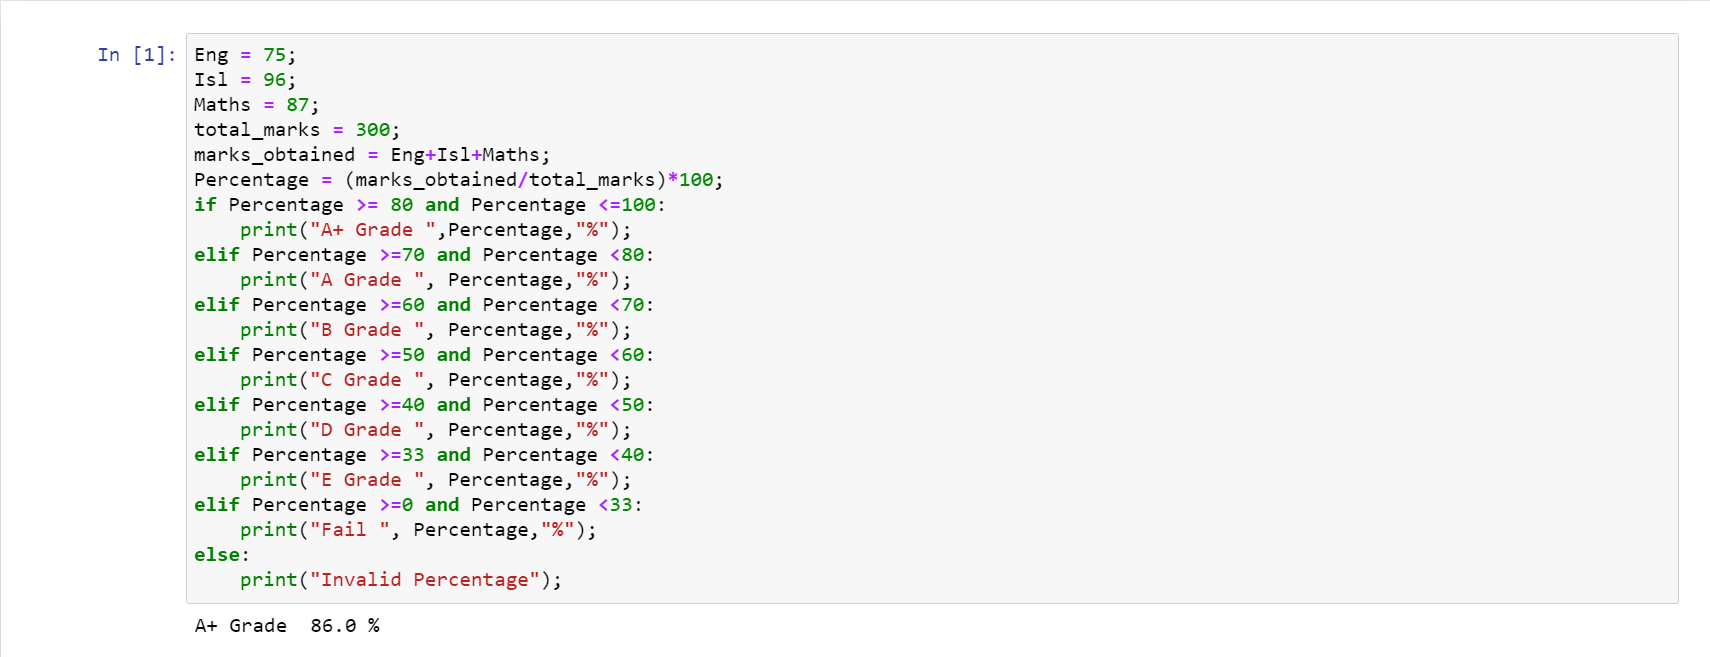 In [1]: Eng = 75;
Isl = 96;
Maths = 87;
total_marks = 300;
marks_obtained = Eng+Isl+Maths;
Percentage = (marks_obtained/total_marks)*100;
if Percentage >= 80 and Percentage <=100:
    print("A+ Grade ",Percentage,"%");
elif Percentage >=70 and Percentage <80:
    print("A Grade ", Percentage,"%");
elif Percentage >=60 and Percentage <70:
    print("B Grade ", Percentage,"%");
elif Percentage >=50 and Percentage <60:
    print("C Grade ", Percentage,"%");
elif Percentage >=40 and Percentage <50:
    print("D Grade ", Percentage,"%");
elif Percentage >=33 and Percentage <40:
    print("E Grade ", Percentage,"%");
elif Percentage >=0 and Percentage <33:
    print("Fail ", Percentage,"%");
else:
    print("Invalid Percentage");
A+ Grade  86.0 %